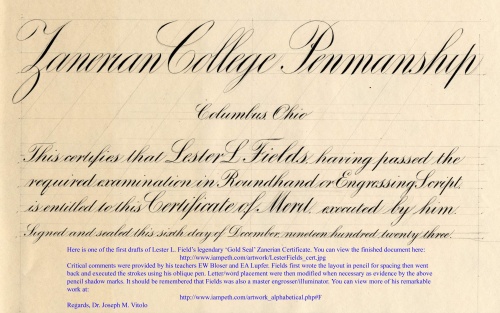 Zanerian College Penmanship
Columbus Ohio
This certifies that Lester L. Fields, having passed the
required examination in Roundhand or Engrossing Script,
is entitled to this Certificate of Merit, executed by him.
Signed and sealed this sixth day of December, nineteen hundred twenty three.
Here is one of the first drafts of Lester L. Field's legendary 'Gold Seal' Zanerian Certificate. You can view the finished document here:
http://www.iampeth.com/artwork/LesterFields_cert.jpg
Critical comments were provided by his teachers EW Blosser and EA Lupfer. Fields first wrote the layout in pencil for spacing then went
back and executed the strokes using his oblique pen. Letter/word placement were then modified when necessary as evidence by the above
pencil shadow marks. It should be remembered that Fields was also a master engrosser/illuminator. You can view more of his remarkable
work at:
http://www.iampeth.com/artwork_alphabetical.php#F
Regards, Dr. Joseph M. Vitolo